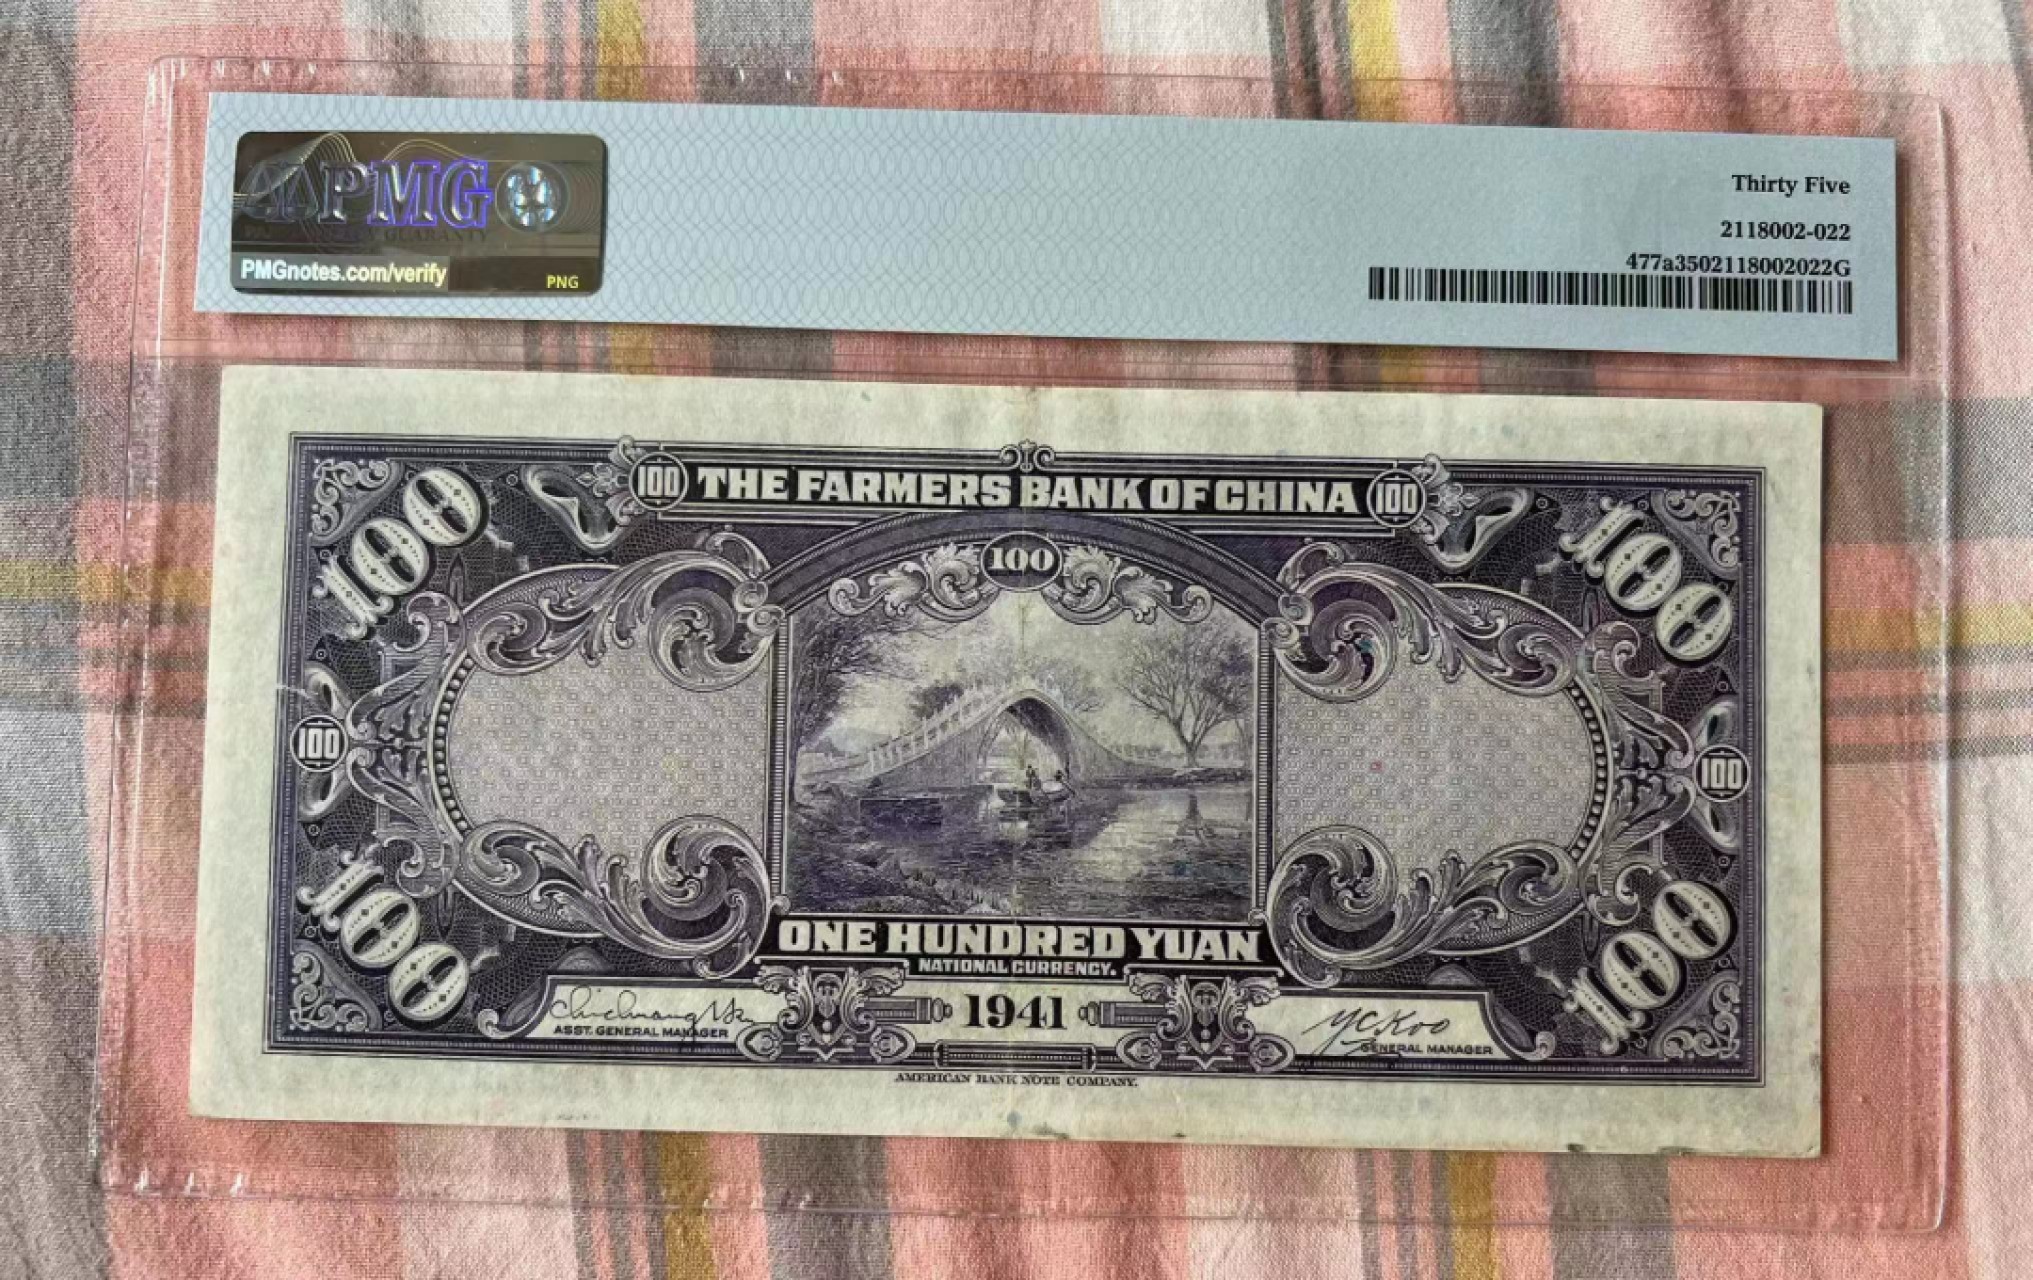 PMG
GUARANTY
PMGnotes.com/verify
PNG
Thirty Five
2118002-022
477a3502118002022G
100 THE FARMERS BANK OF CHINA 100
100
100
100
100
100
100
100
ONE HUNDRED YUAN
NATIONAL CURRENCY.
1941
ASST. GENERAL MANAGER
Y.C. Koo
GENERAL MANAGER
AMERICAN BANK NOTE COMPANY.